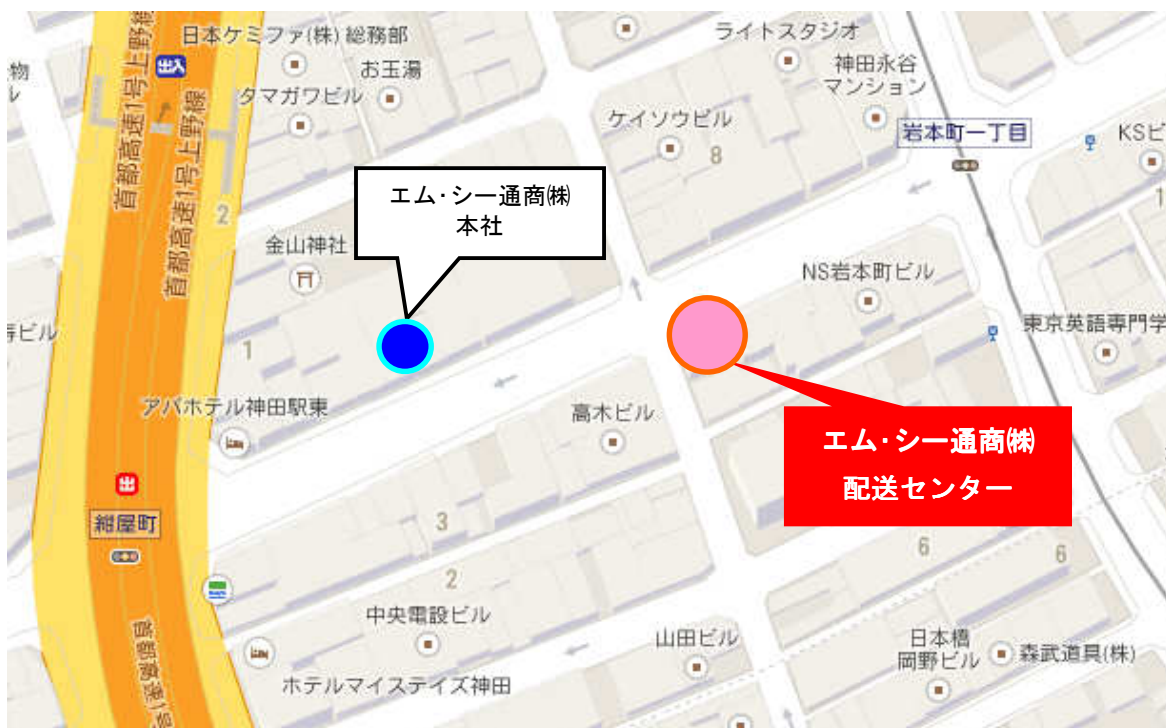 日本ケミファ(株) 総務部
ライトスタジオ
お玉湯
神田永谷
マンション
タマガワビル
ケイソウビル
8
岩本町一丁目
首都高速1号上野線
首都高速1号上野線
出入
2
エム・シー通商㈱
本社
金山神社
NS岩本町ビル
東京英語専門学
1
アパホテル神田駅東
高木ビル
エム・シー通商㈱
配送センター
出
紺屋町
3
2
6
6
中央電設ビル
山田ビル
日本橋
岡野ビル
森武道具(株)
ホテルマイステイズ神田